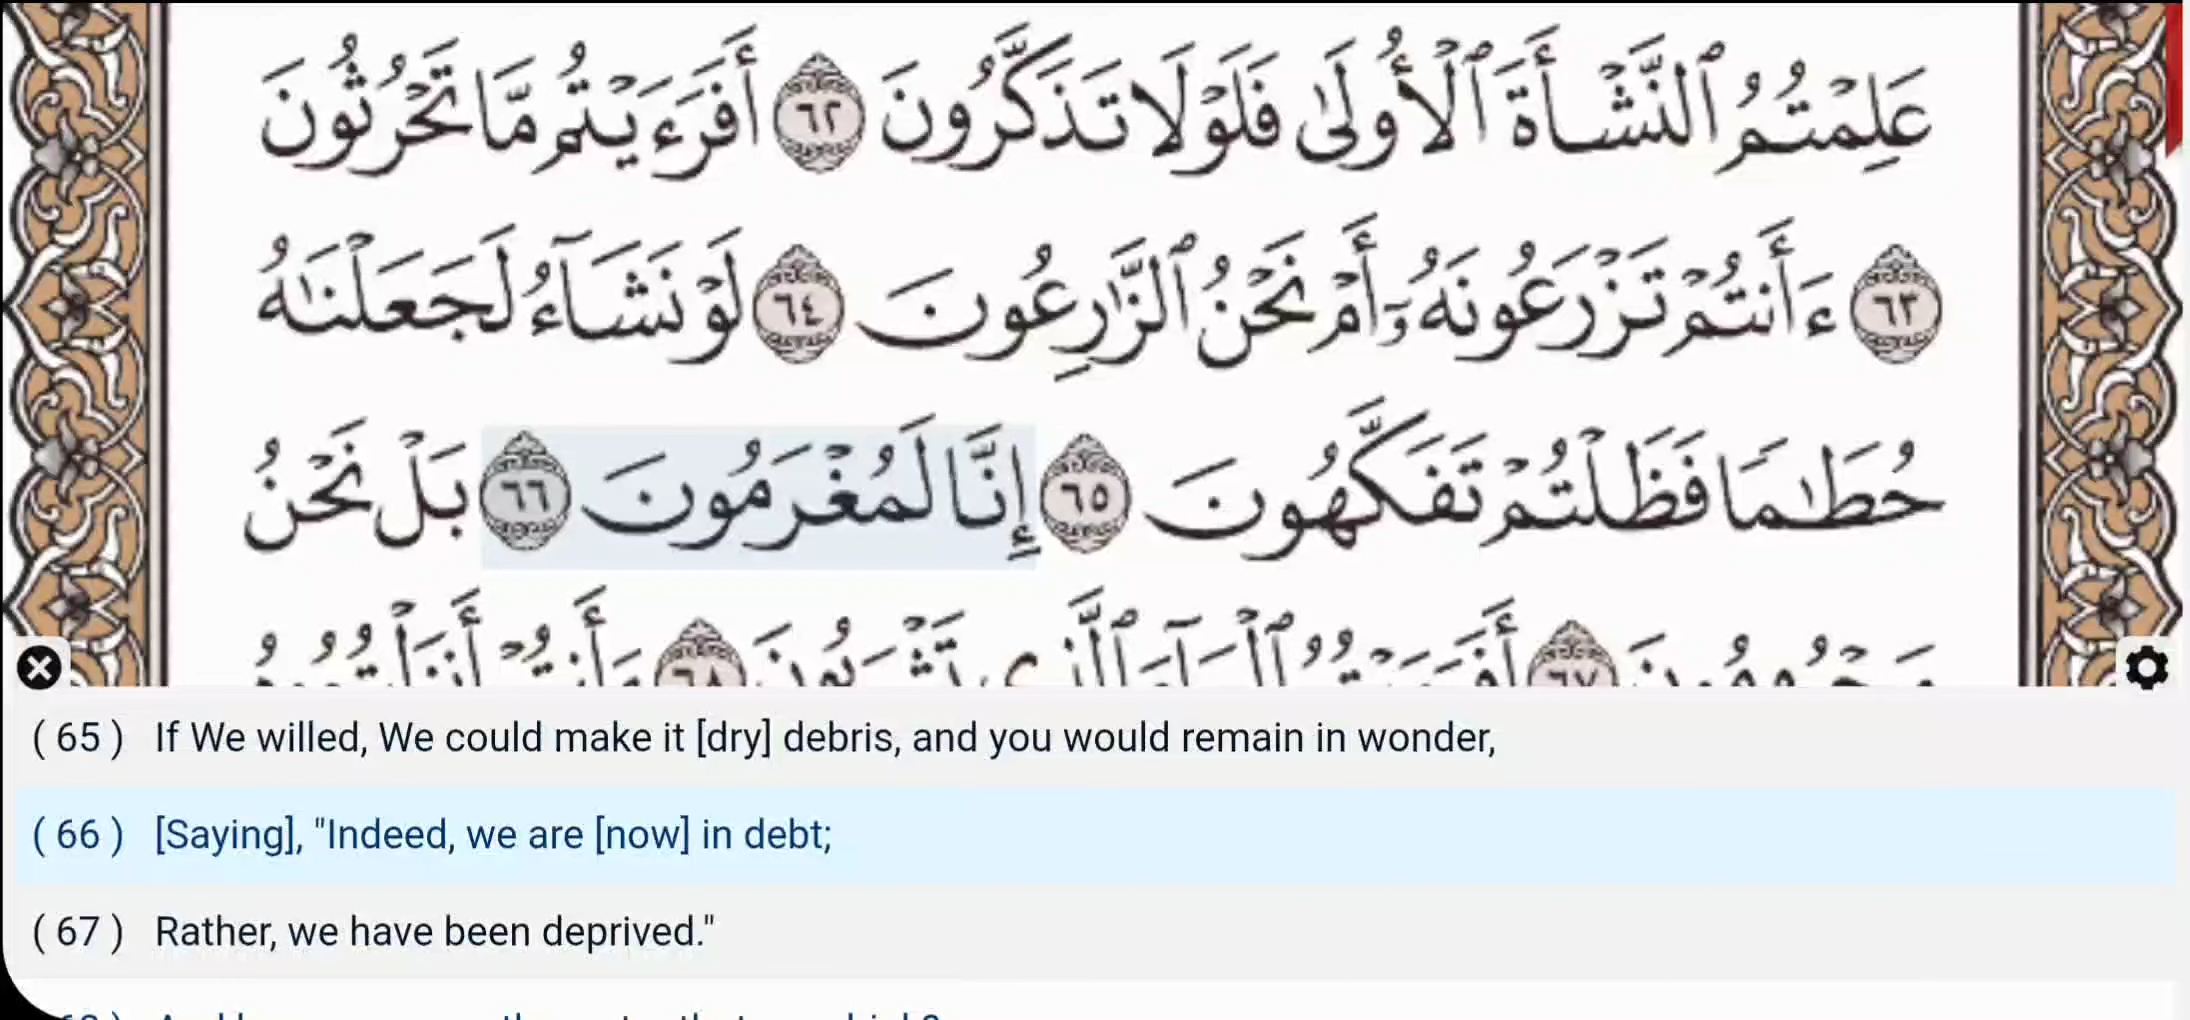 عَلِمْتُمُ ٱلنَّشْأَةَ ٱلْأُولَىٰ فَلَوْلَا تَذَكَّرُونَ ٦٢ أَفَرَءَيْتُم مَّا تَحْرُثُونَ
٦٣ ءَأَنتُمْ تَزْرَعُونَهُۥٓ أَمْ نَحْنُ ٱلزَّٰرِعُونَ ٦٤ لَوْ نَشَآءُ لَجَعَلْنَٰهُ
حُطَٰمًا فَظَلْتُمْ تَفَكَّهُونَ ٦٥ إِنَّا لَمُغْرَمُونَ ٦٦ بَلْ نَحْنُ
( 65 ) If We willed, We could make it [dry] debris, and you would remain in wonder,
( 66 ) [Saying], "Indeed, we are [now] in debt;
( 67 ) Rather, we have been deprived."